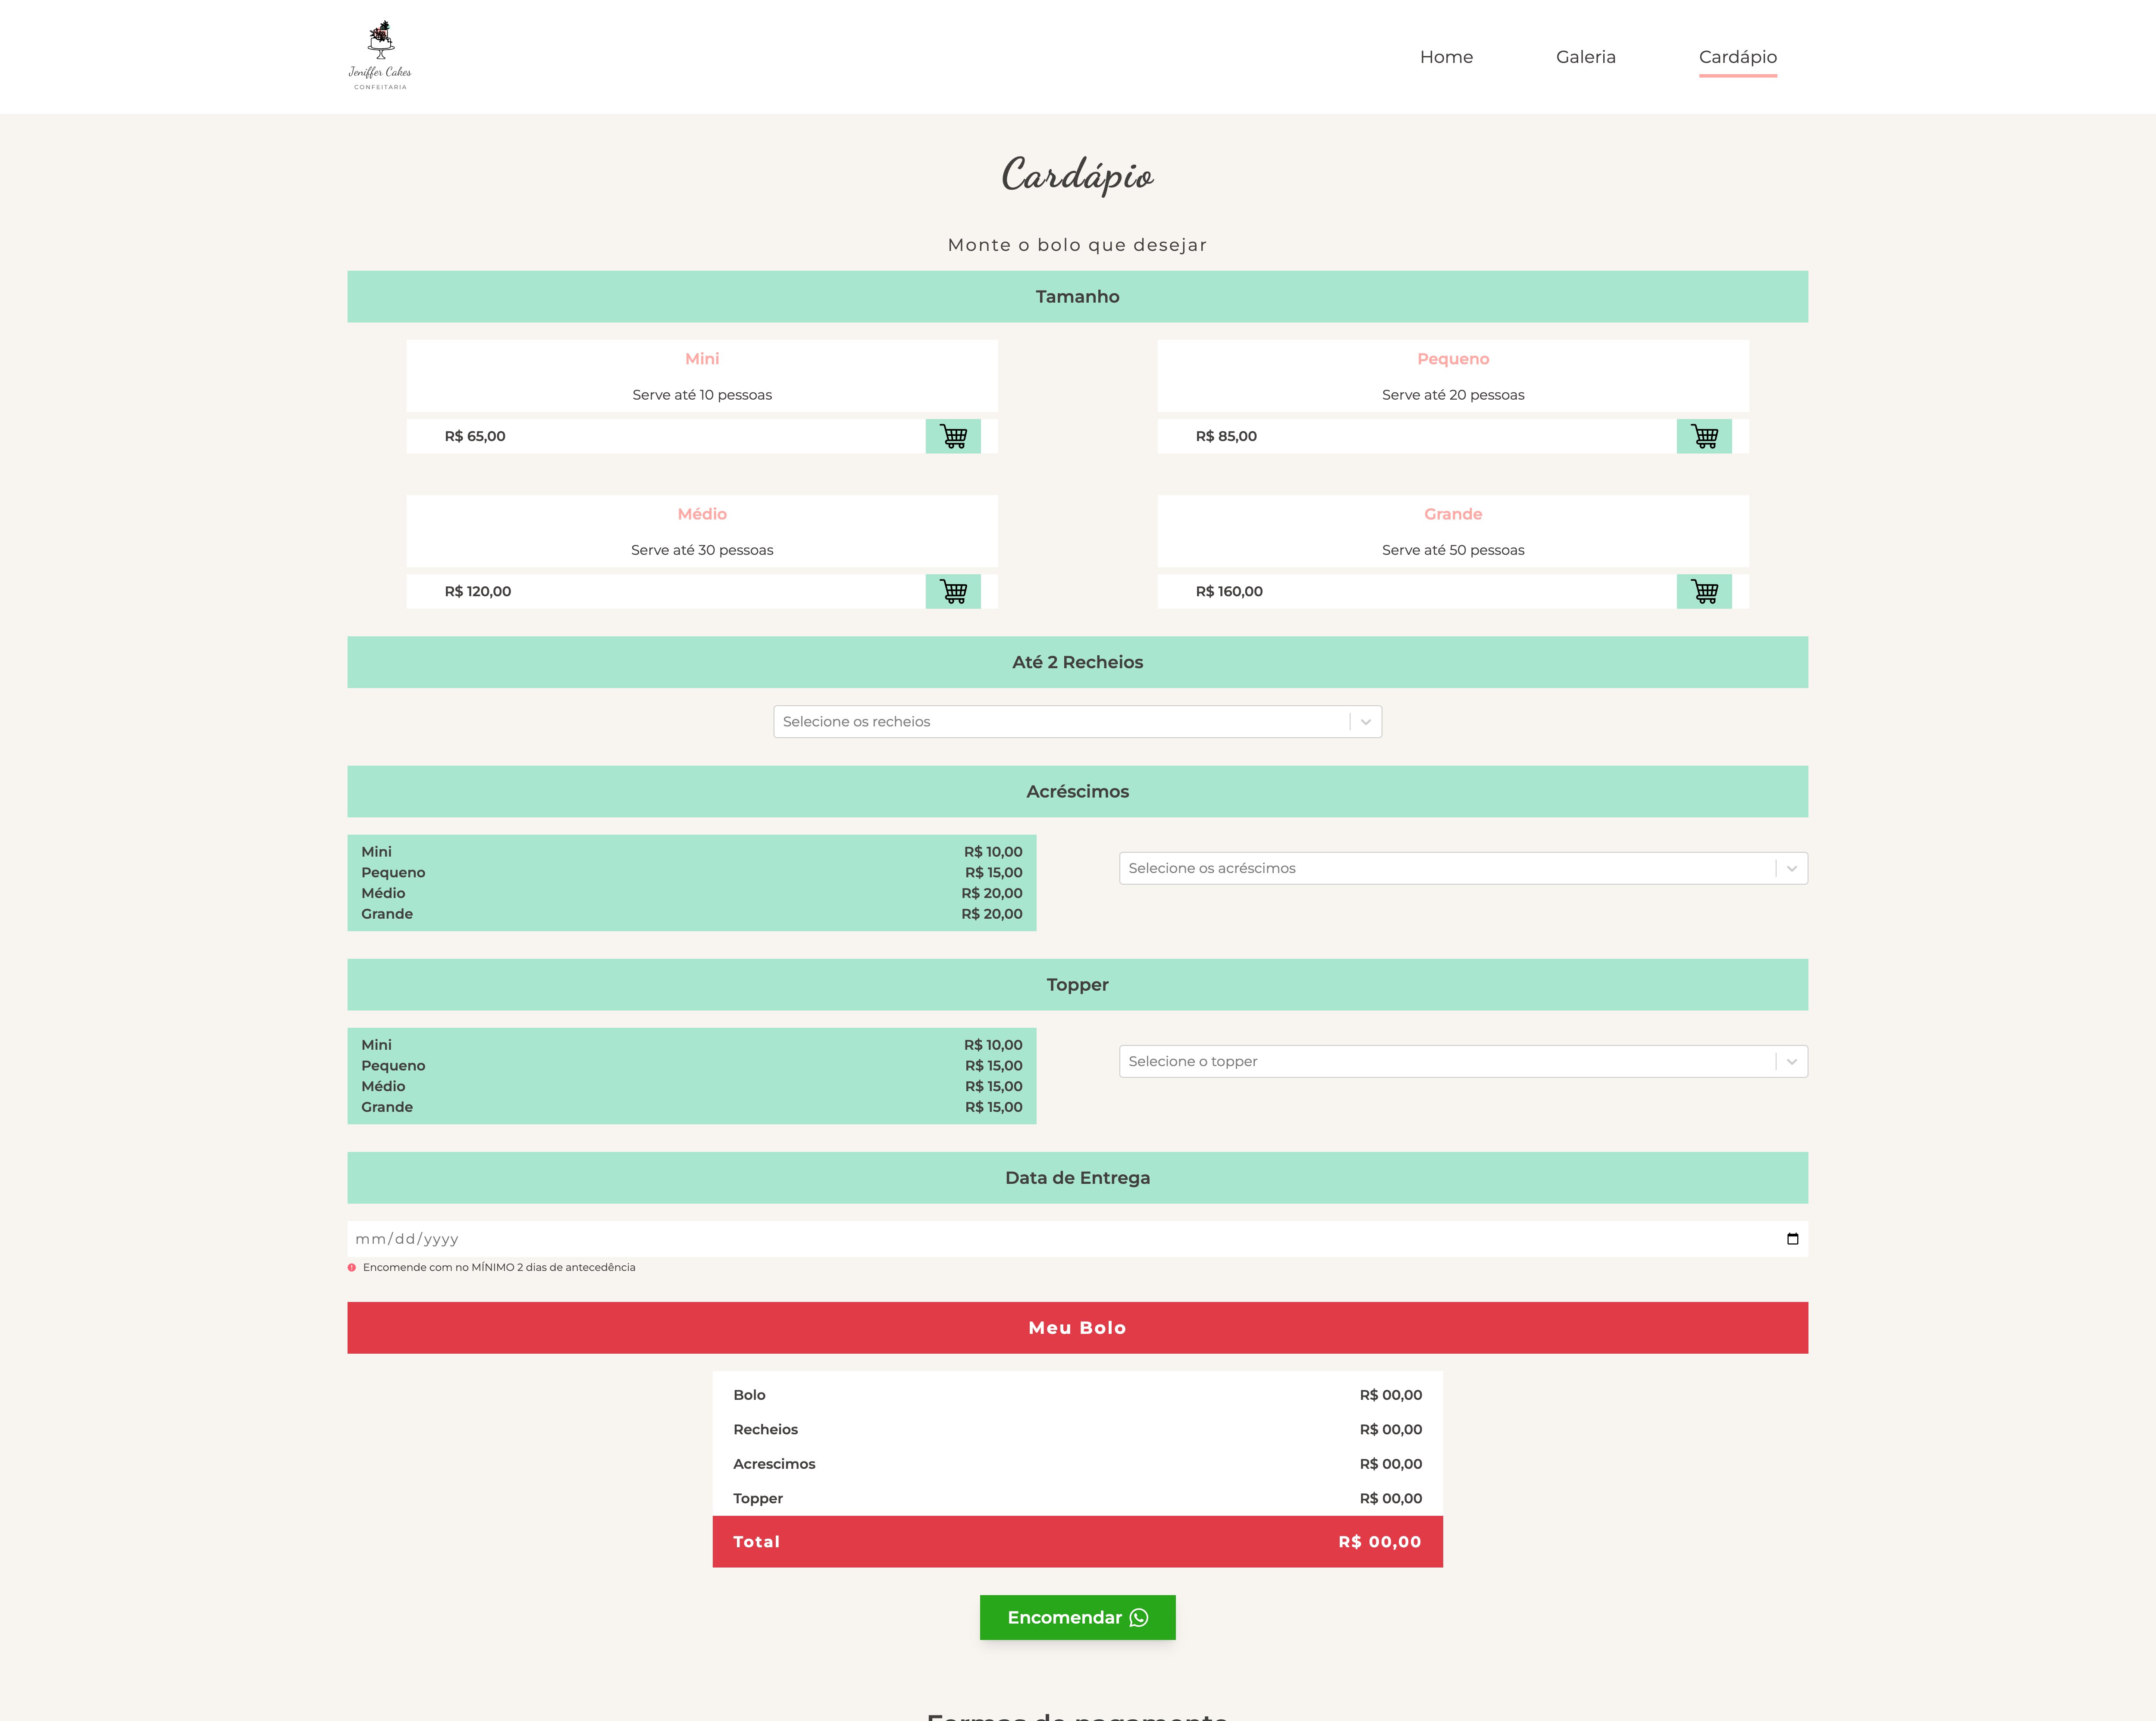 Jeniffer Cakes
CONFEITARIA
Home Galeria Cardápio
Cardápio
Monte o bolo que desejar
Tamanho
Mini
Serve até 10 pessoas
R$ 65,00
Pequeno
Serve até 20 pessoas
R$ 85,00
Médio
Serve até 30 pessoas
R$ 120,00
Grande
Serve até 50 pessoas
R$ 160,00
Até 2 Recheios
Selecione os recheios
Acréscimos
Mini R$ 10,00
Pequeno R$ 15,00
Médio R$ 20,00
Grande R$ 20,00
Selecione os acréscimos
Topper
Mini R$ 10,00
Pequeno R$ 15,00
Médio R$ 15,00
Grande R$ 15,00
Selecione o topper
Data de Entrega
mm/dd/yyyy
Encomende com no MÍNIMO 2 dias de antecedência
Meu Bolo
Bolo R$ 00,00
Recheios R$ 00,00
Acrescimos R$ 00,00
Topper R$ 00,00
Total R$ 00,00
Encomendar
Formas de pagamento